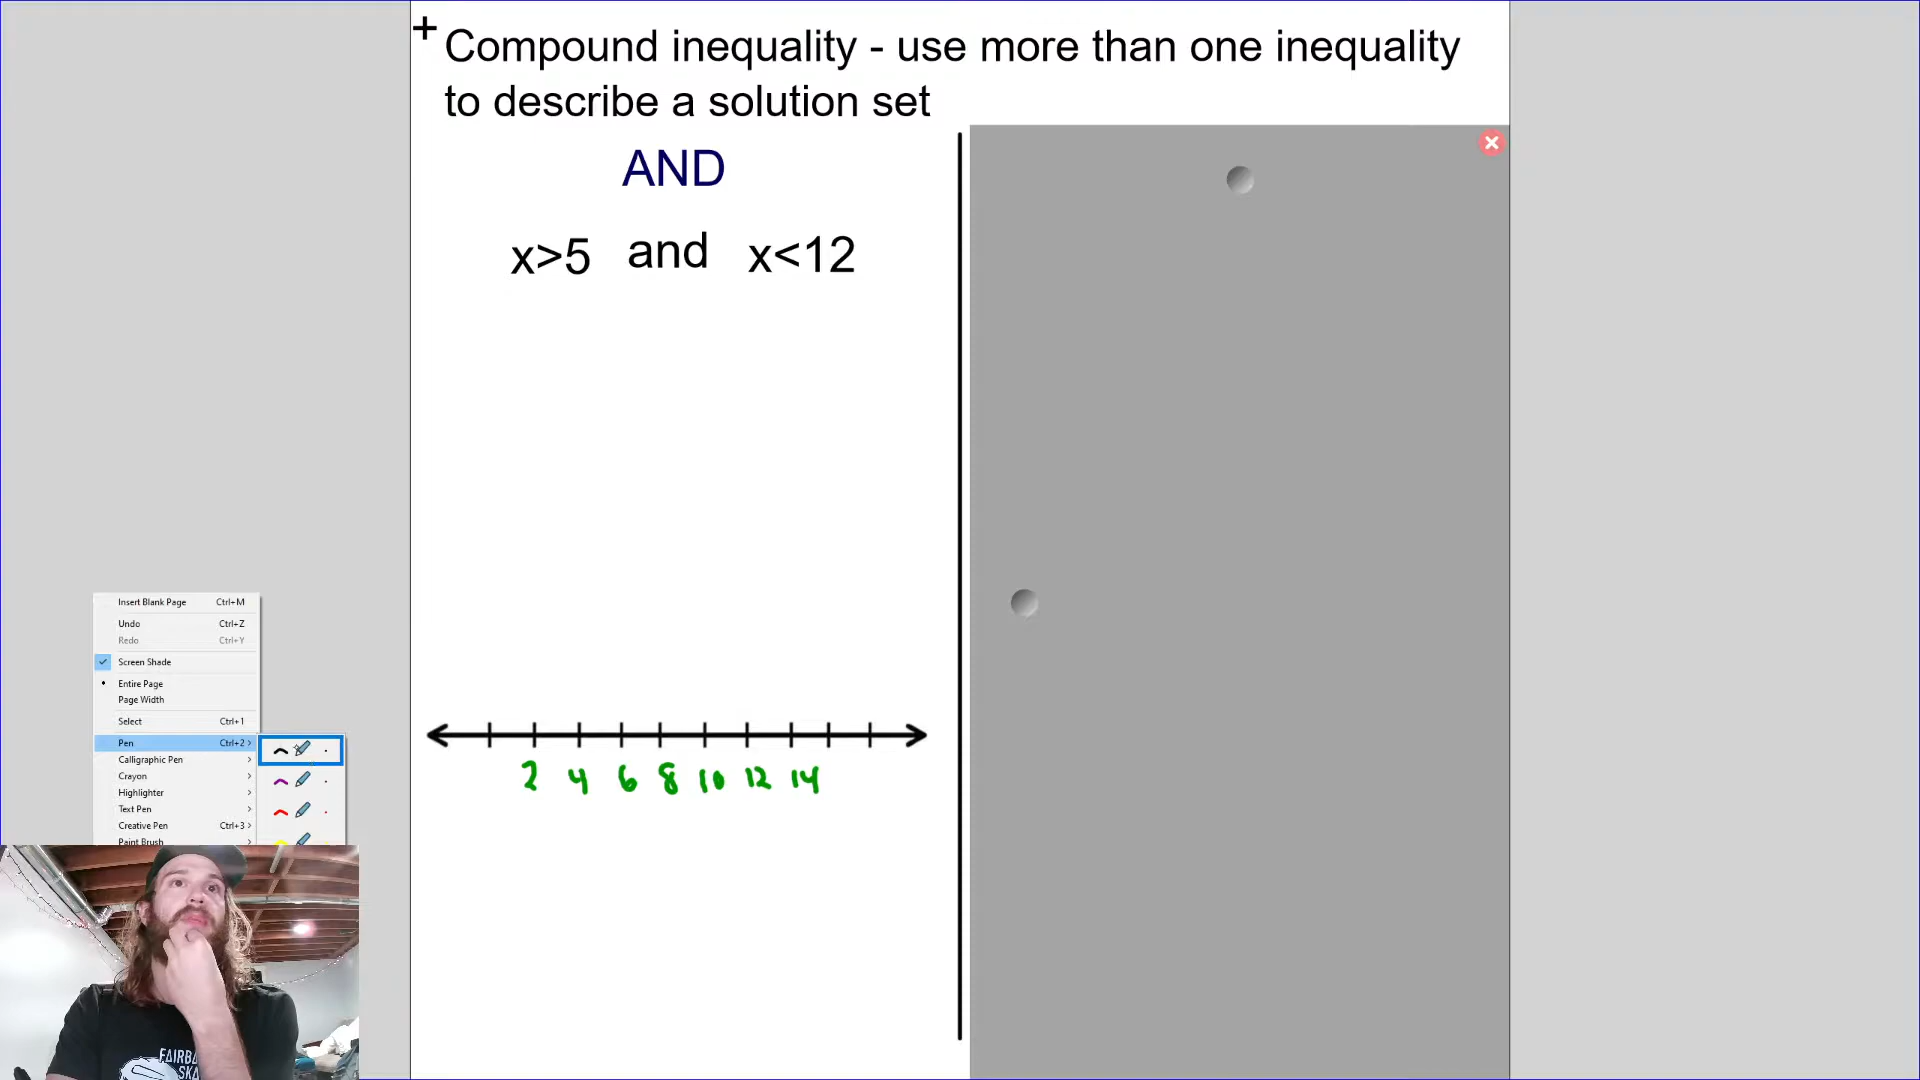 +
Compound inequality - use more than one inequality
to describe a solution set
AND
x>5 and x<12
Insert Blank Page Ctrl+M
Undo Ctrl+Z
Redo Ctrl+Y
Screen Shade
Entire Page
Page Width
Select Ctrl+1
Pen Ctrl+2
Calligraphic Pen
Crayon
Highlighter
Text Pen
Creative Pen Ctrl+3
Paint Brush
2 4 6 8 10 12 14